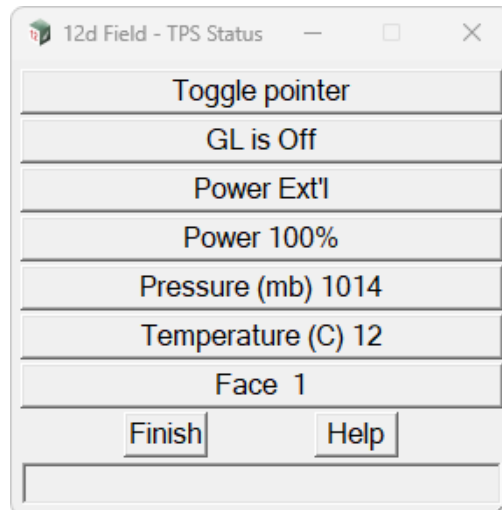 12d Field - TPS Status
Toggle pointer
GL is Off
Power Ext'l
Power 100%
Pressure (mb) 1014
Temperature (C) 12
Face 1
Finish Help